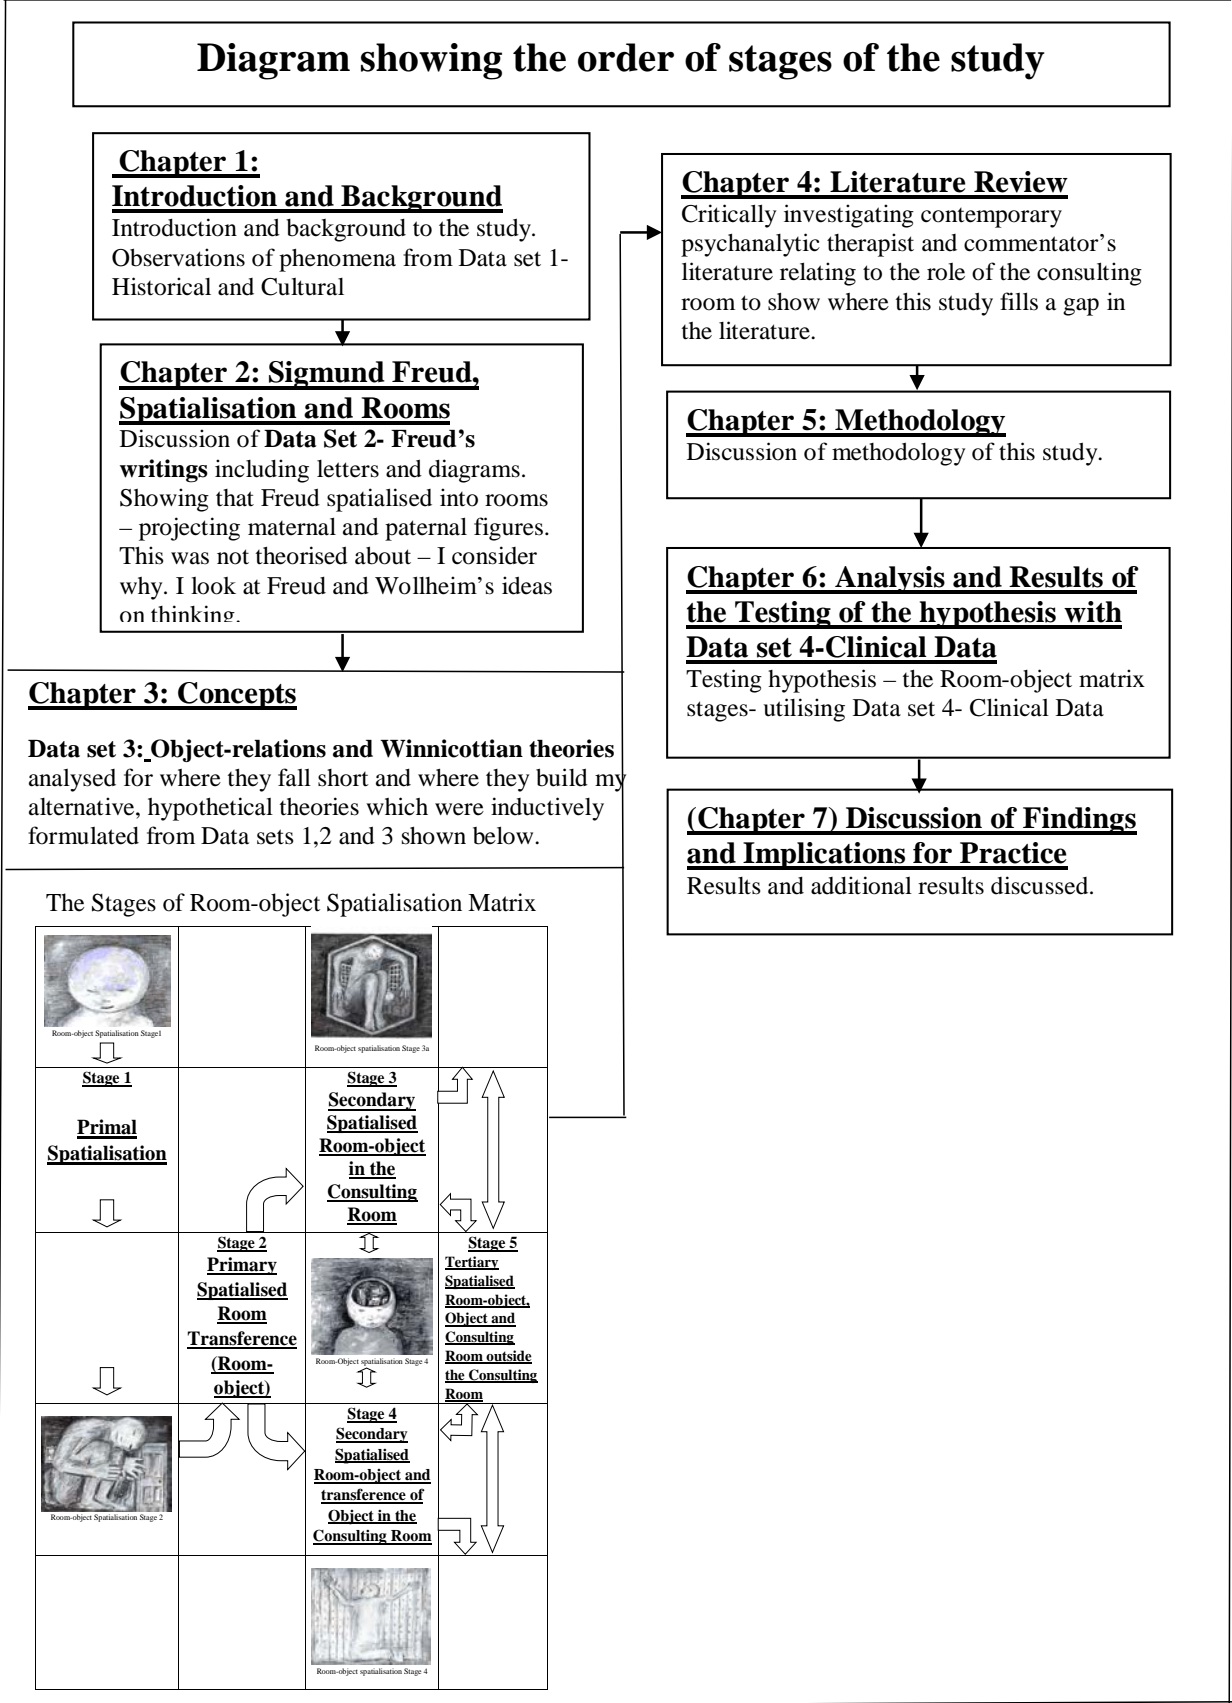 Diagram showing the order of stages of the study
Chapter 1:
Introduction and Background
Introduction and background to the study.
Observations of phenomena from Data set 1-
Historical and Cultural
Chapter 2: Sigmund Freud,
Spatialisation and Rooms
Discussion of Data Set 2- Freud's
writings including letters and diagrams.
Showing that Freud spatialised into rooms
– projecting maternal and paternal figures.
This was not theorised about – I consider
why. I look at Freud and Wollheim's ideas
on thinking.
Chapter 3: Concepts
Data set 3: Object-relations and Winnicottian theories
analysed for where they fall short and where they build my
alternative, hypothetical theories which were inductively
formulated from Data sets 1,2 and 3 shown below.
The Stages of Room-object Spatialisation Matrix
Room-object Spatialisation Stage1
Stage 1
Primal
Spatialisation
Room-object Spatialisation Stage 2
Stage 2
Primary
Spatialised
Room
Transference
(Room-
object)
Room-object spatialisation Stage 3a
Stage 3
Secondary
Spatialised
Room-object
in the
Consulting
Room
Room-Object spatialisation Stage 4
Stage 4
Secondary
Spatialised
Room-object and
transference of
Object in the
Consulting Room
Room-object spatialisation Stage 4
Stage 5
Tertiary
Spatialised
Room-object,
Object and
Consulting
Room outside
the Consulting
Room
Chapter 4: Literature Review
Critically investigating contemporary
psychanalytic therapist and commentator's
literature relating to the role of the consulting
room to show where this study fills a gap in
the literature.
Chapter 5: Methodology
Discussion of methodology of this study.
Chapter 6: Analysis and Results of
the Testing of the hypothesis with
Data set 4-Clinical Data
Testing hypothesis – the Room-object matrix
stages- utilising Data set 4- Clinical Data
(Chapter 7) Discussion of Findings
and Implications for Practice
Results and additional results discussed.